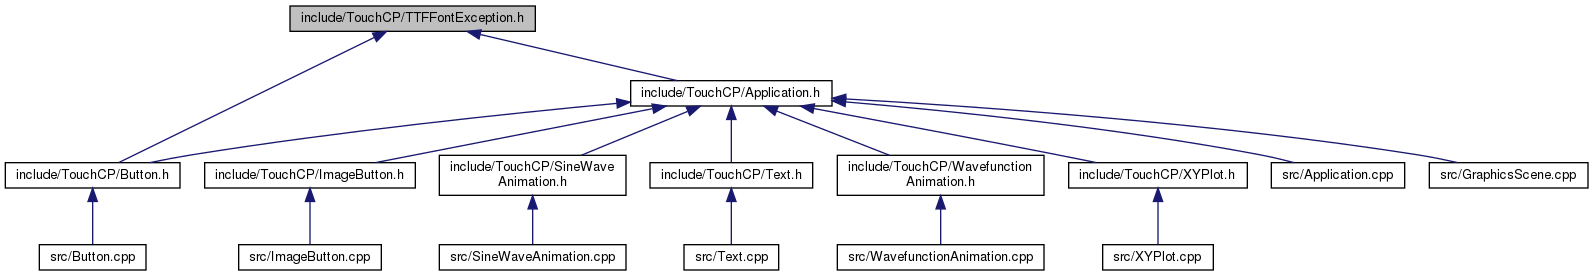 include/TouchCP/TTFFontException.h
include/TouchCP/Application.h
include/TouchCP/Button.h
include/TouchCP/ImageButton.h
include/TouchCP/SineWave
Animation.h
include/TouchCP/Text.h
include/TouchCP/Wavefunction
Animation.h
include/TouchCP/XYPlot.h
src/Application.cpp
src/GraphicsScene.cpp
src/Button.cpp
src/ImageButton.cpp
src/SineWaveAnimation.cpp
src/Text.cpp
src/WavefunctionAnimation.cpp
src/XYPlot.cpp